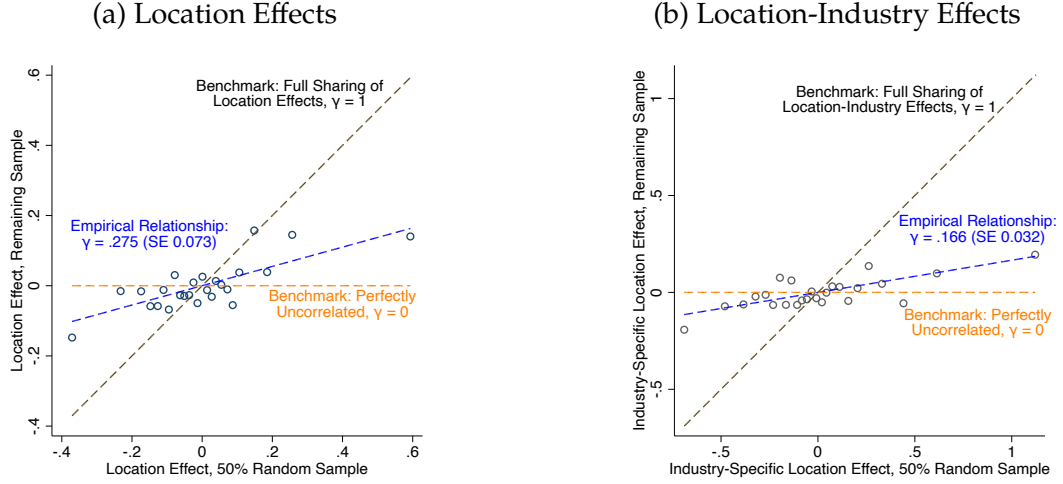 (a) Location Effects
Location Effect, Remaining Sample
.6
.4
.2
0
-.2
-.4
Benchmark: Full Sharing of
Location Effects, γ = 1
Empirical Relationship:
γ = .275 (SE 0.073)
Benchmark: Perfectly
Uncorrelated, γ = 0
-.4
-.2
0
.2
.4
.6
Location Effect, 50% Random Sample
(b) Location-Industry Effects
Industry-Specific Location Effect, Remaining Sample
1
.5
0
-.5
Benchmark: Full Sharing of
Location-Industry Effects, γ = 1
Empirical Relationship:
γ = .166 (SE 0.032)
Benchmark: Perfectly
Uncorrelated, γ = 0
-.5
0
.5
1
Industry-Specific Location Effect, 50% Random Sample